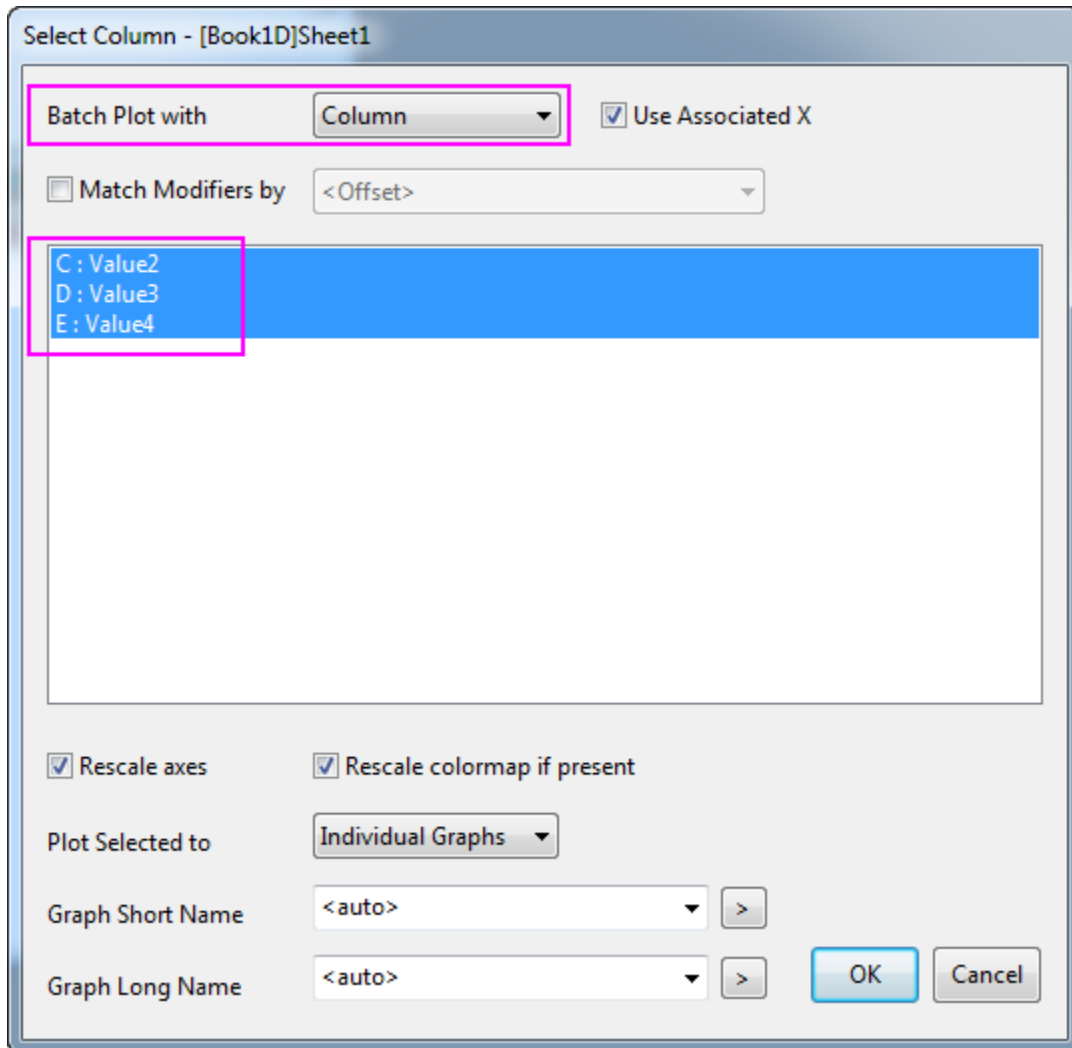 Select Column - [Book1D]Sheet1
Batch Plot with Column Use Associated X
Match Modifiers by <Offset>
C : Value2
D : Value3
E : Value4
Rescale axes Rescale colormap if present
Plot Selected to Individual Graphs
Graph Short Name <auto> >
Graph Long Name <auto> > OK Cancel